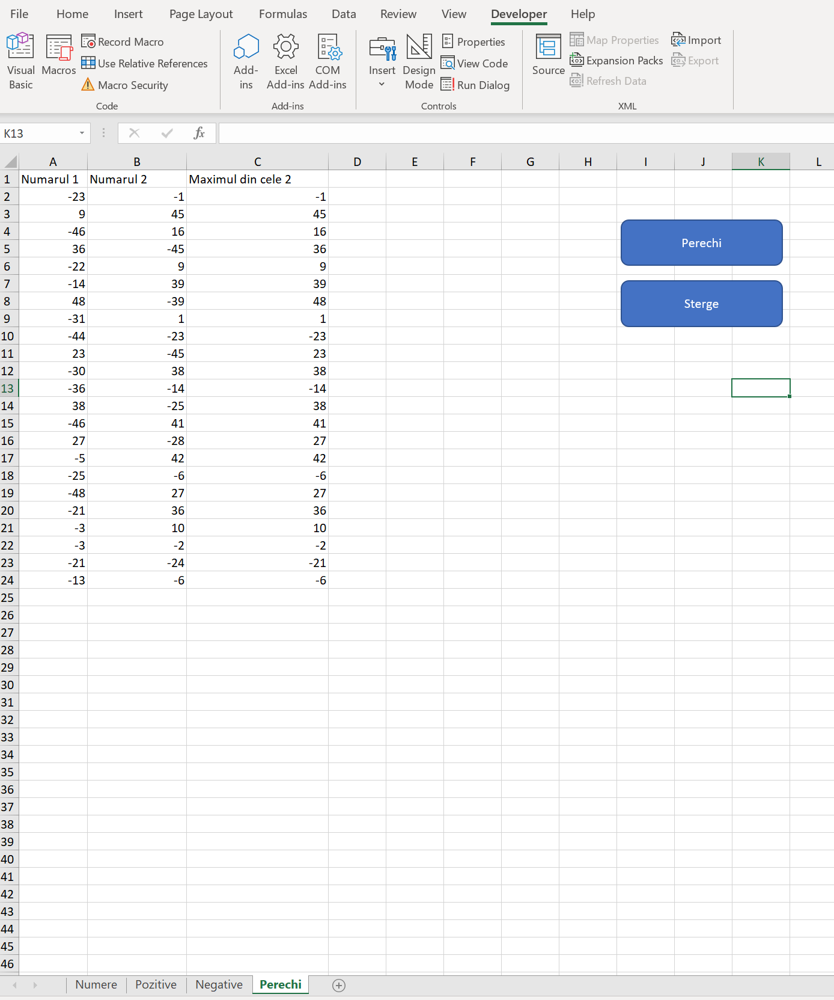 File Home Insert Page Layout Formulas Data Review View Developer Help
Visual Basic
Macros
Record Macro
Use Relative References
Macro Security
Code
Add-ins
Excel Add-ins
COM Add-ins
Add-ins
Insert
Design Mode
Properties
View Code
Run Dialog
Controls
Source
Map Properties
Expansion Packs
Refresh Data
Import
Export
XML
K13 fx
A B C D E F G H I J K L
1 Numarul 1 Numarul 2 Maximul din cele 2
2 -23 -1 -1
3 9 45 45
4 -46 16 16
Perechi
5 36 -45 36
6 -22 9 9
7 -14 39 39
8 48 -39 48
Sterge
9 -31 1 1
10 -44 -23 -23
11 23 -45 23
12 -30 38 38
13 -36 -14 -14
14 38 -25 38
15 -46 41 41
16 27 -28 27
17 -5 42 42
18 -25 -6 -6
19 -48 27 27
20 -21 36 36
21 -3 10 10
22 -3 -2 -2
23 -21 -24 -21
24 -13 -6 -6
25
26
27
28
29
30
31
32
33
34
35
36
37
38
39
40
41
42
43
44
45
46
Numere Pozitive Negative Perechi